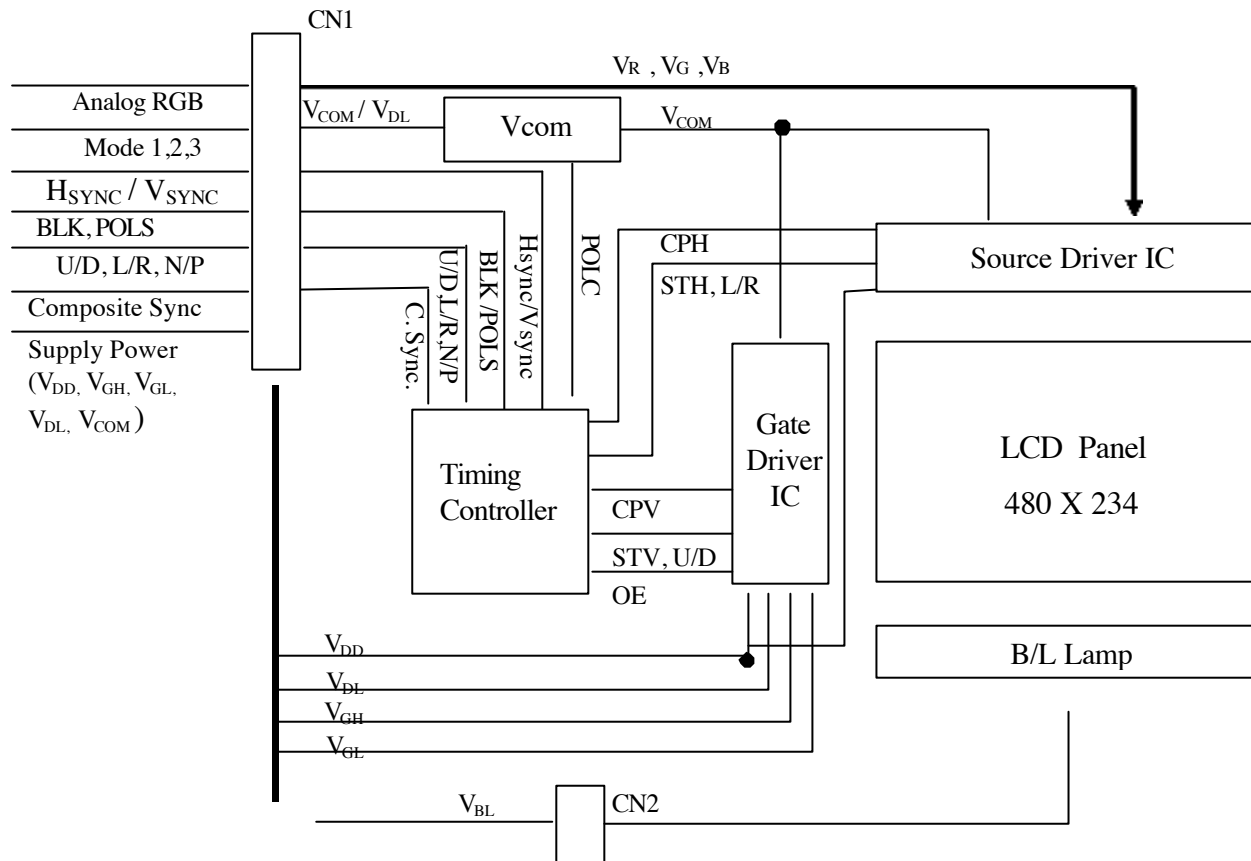 CN1
Analog RGB
Mode 1,2,3
HSYNC / VSYNC
BLK, POLS
U/D, L/R, N/P
Composite Sync
Supply Power
(VDD, VGH, VGL,
VDL, VCOM )
VR , VG ,VB
VCOM / VDL
Vcom
VCOM
C. Sync.
U/D,L/R,N/P
BLK /POLS
Hsync/Vsync
POLC
CPH
STH, L/R
Source Driver IC
Timing
Controller
CPV
STV, U/D
OE
Gate
Driver
IC
LCD Panel
480 X 234
B/L Lamp
VDD
VDL
VGH
VGL
VBL
CN2